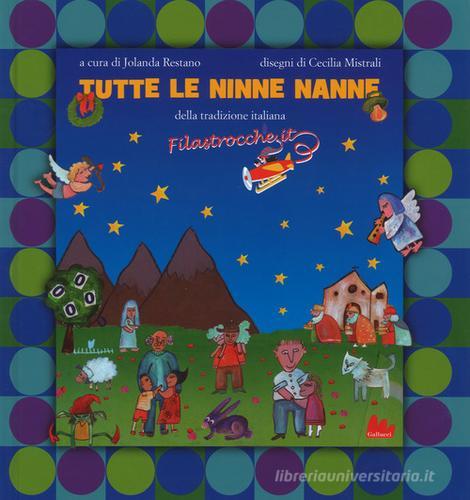 a cura di Jolanda Restano
disegni di Cecilia Mistrali
TUTTE LE NINNE NANNE
della tradizione italiana
Filastrocche.it
Gallucci
libreriauniversitaria.it